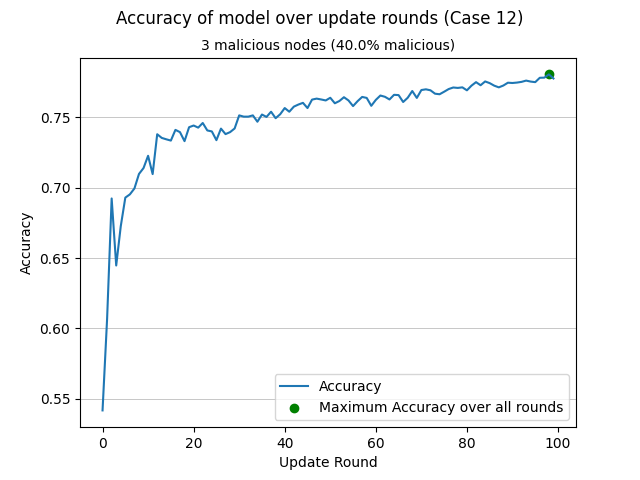 Accuracy of model over update rounds (Case 12)
3 malicious nodes (40.0% malicious)
Accuracy
0.75
0.70
0.65
0.60
0.55
Accuracy
Maximum Accuracy over all rounds
0 20 40 60 80 100
Update Round